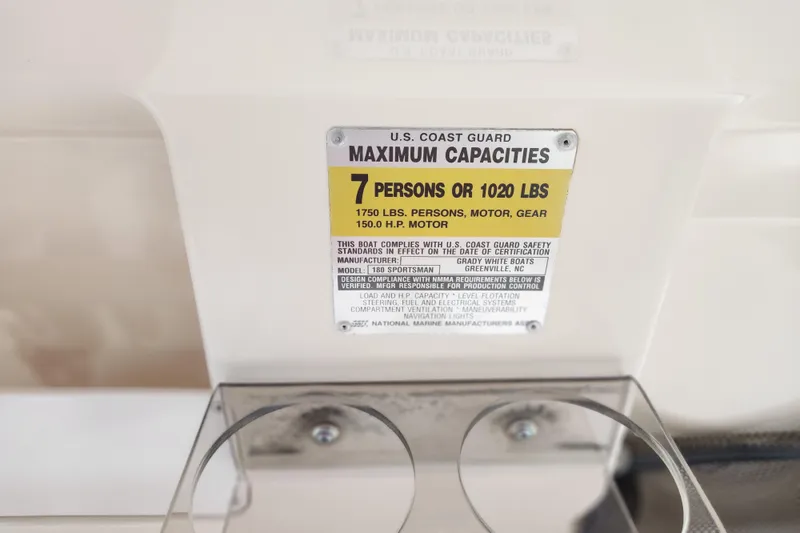 U.S. COAST GUARD
MAXIMUM CAPACITIES
7 PERSONS OR 1020 LBS
1750 LBS. PERSONS, MOTOR, GEAR
150.0 H.P. MOTOR
THIS BOAT COMPLIES WITH U.S. COAST GUARD SAFETY
STANDARDS IN EFFECT ON THE DATE OF CERTIFICATION
MANUFACTURER: GRADY WHITE BOATS
MODEL: 180 SPORTSMAN GREENVILLE, NC
DESIGN COMPLIANCE WITH NMMA REQUIREMENTS BELOW IS
VERIFIED. MFGR RESPONSIBLE FOR PRODUCTION CONTROL
LOAD AND H.P. CAPACITY * LEVEL FLOTATION
STEERING, FUEL AND ELECTRICAL SYSTEMS
COMPARTMENT VENTILATION * MANEUVERABILITY
NAVIGATION LIGHTS
NATIONAL MARINE MANUFACTURERS